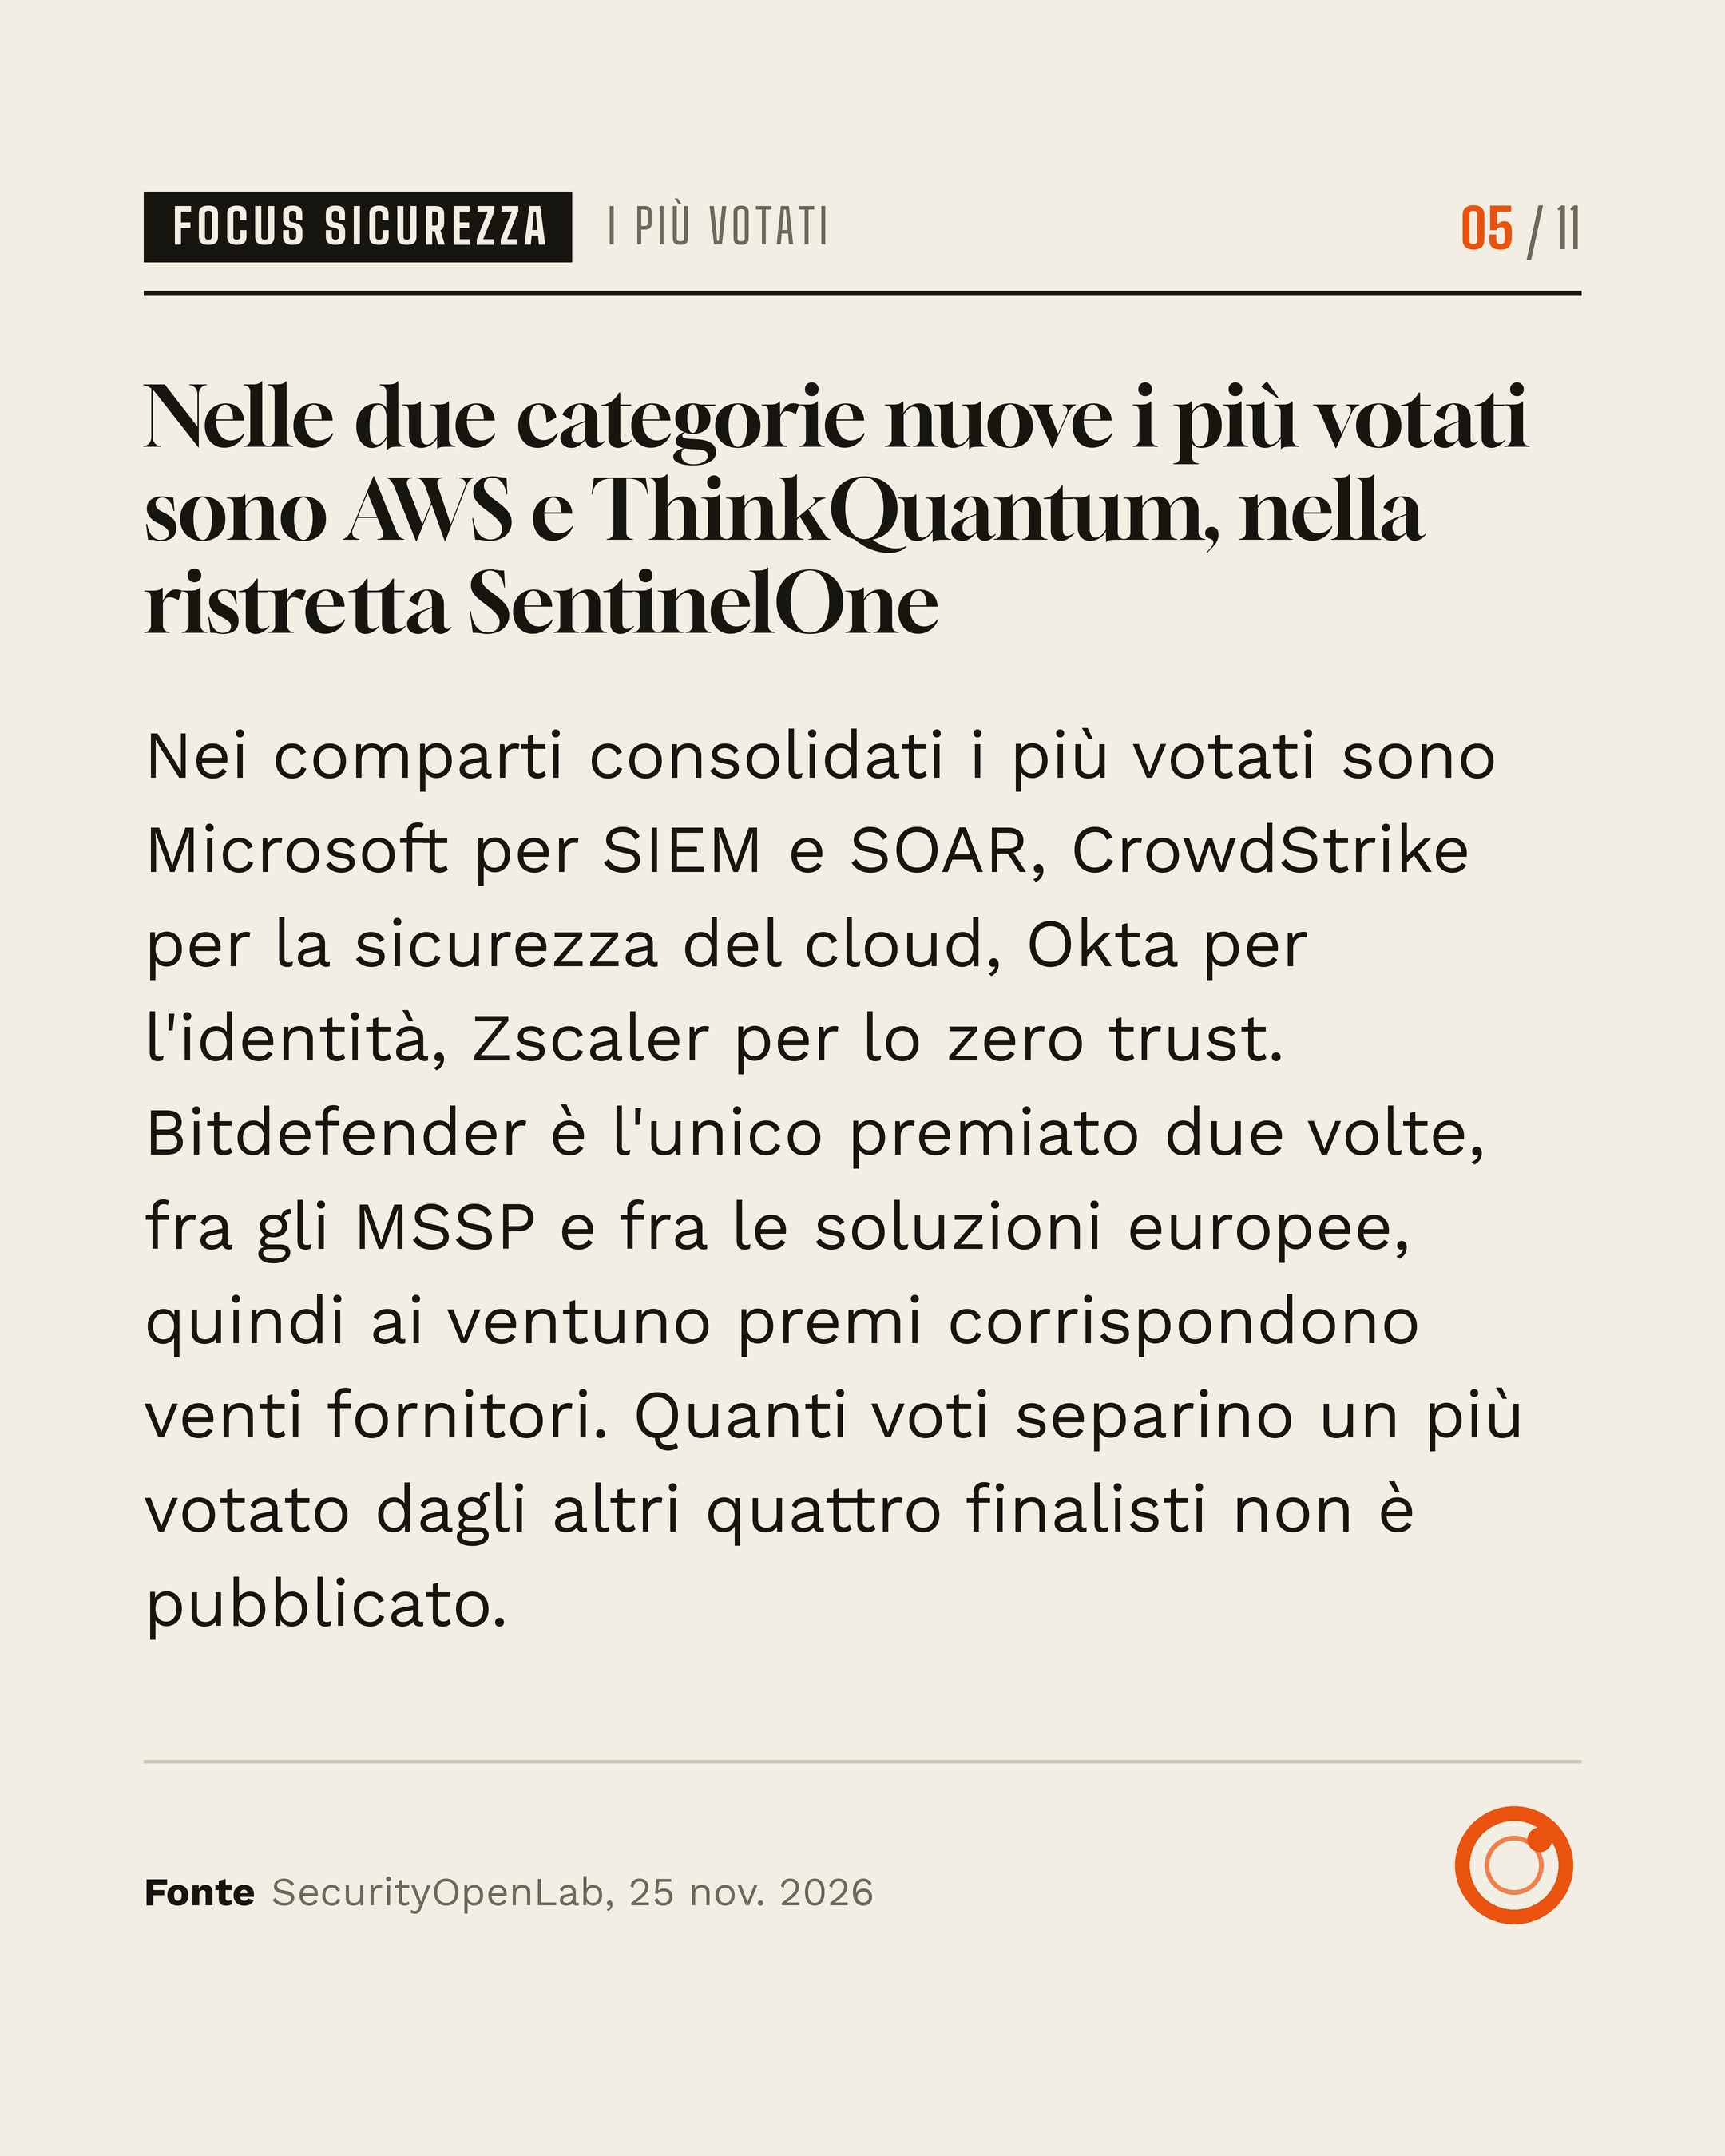 FOCUS SICUREZZA I PIÙ VOTATI 05 / 11
Nelle due categorie nuove i più votati
sono AWS e ThinkQuantum, nella
ristretta SentinelOne
Nei comparti consolidati i più votati sono
Microsoft per SIEM e SOAR, CrowdStrike
per la sicurezza del cloud, Okta per
l'identità, Zscaler per lo zero trust.
Bitdefender è l'unico premiato due volte,
fra gli MSSP e fra le soluzioni europee,
quindi ai ventuno premi corrispondono
venti fornitori. Quanti voti separino un più
votato dagli altri quattro finalisti non è
pubblicato.
Fonte SecurityOpenLab, 25 nov. 2026